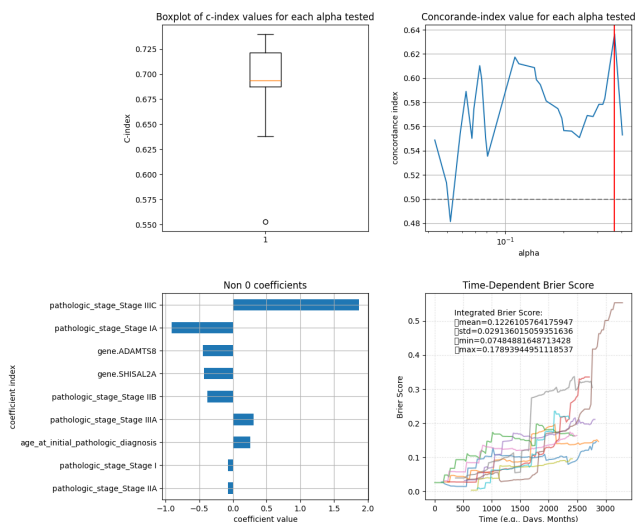 Boxplot of c-index values for each alpha tested
C-index
0.725
0.700
0.675
0.650
0.625
0.600
0.575
0.550
1
Concorande-index value for each alpha tested
concordance index
0.64
0.62
0.60
0.58
0.56
0.54
0.52
0.50
0.48
10⁻¹
alpha
Non 0 coefficients
coefficient index
pathologic_stage_Stage IIIC
pathologic_stage_Stage IA
gene.ADAMTS8
gene.SHISAL2A
pathologic_stage_Stage IIB
pathologic_stage_Stage IIIA
age_at_initial_pathologic_diagnosis
pathologic_stage_Stage I
pathologic_stage_Stage IIA
−1.0 −0.5 0.0 0.5 1.0 1.5 2.0
coefficient value
Time-Dependent Brier Score
Integrated Brier Score:
mean=0.1226105764175947
std=0.029136015059351636
min=0.07484881648713428
max=0.17893944951118537
Brier Score
0.5
0.4
0.3
0.2
0.1
0.0
0 500 1000 1500 2000 2500 3000
Time (e.g., Days, Months)